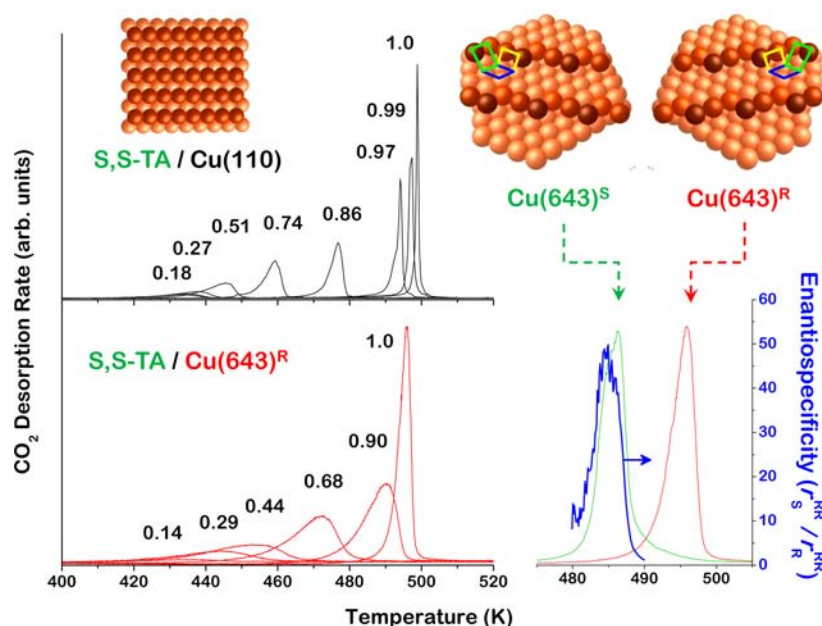 S,S-TA / Cu(110)
0.18
0.27
0.51
0.74
0.86
0.97
0.99
1.0
S,S-TA / Cu(643)R
0.14
0.29
0.44
0.68
0.90
1.0
CO2 Desorption Rate (arb. units)
400 420 440 460 480 500 520
Temperature (K)
Cu(643)S Cu(643)R
60
50
40
30
20
10
0
480 490 500
Enantiospecificity (rSRR/rRRR)